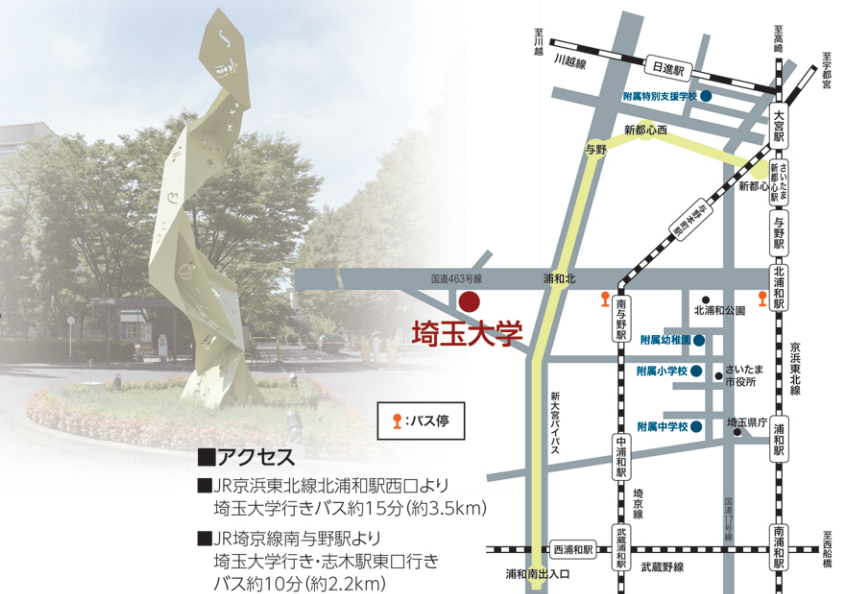 至川越
川越線
日進駅
至高崎
至宇都宮
附属特別支援学校
大宮駅
新都心西
与野
さいたま
新都心駅
新都心
与野本町駅
与野駅
国道463号線
浦和北
北浦和駅
埼玉大学
南与野駅
北浦和公園
附属幼稚園
京浜東北線
附属小学校
さいたま
市役所
新大宮バイパス
:バス停
附属中学校
埼玉県庁
浦和駅
中浦和駅
■アクセス
■JR京浜東北線北浦和駅西口より
埼玉大学行きバス約15分(約3.5km)
埼京線
国道17号線
■JR埼京線南与野駅より
埼玉大学行き・志木駅東口行き
バス約10分(約2.2km)
西浦和駅
武蔵浦和駅
武蔵野線
南浦和駅
至西船橋
浦和南出入口